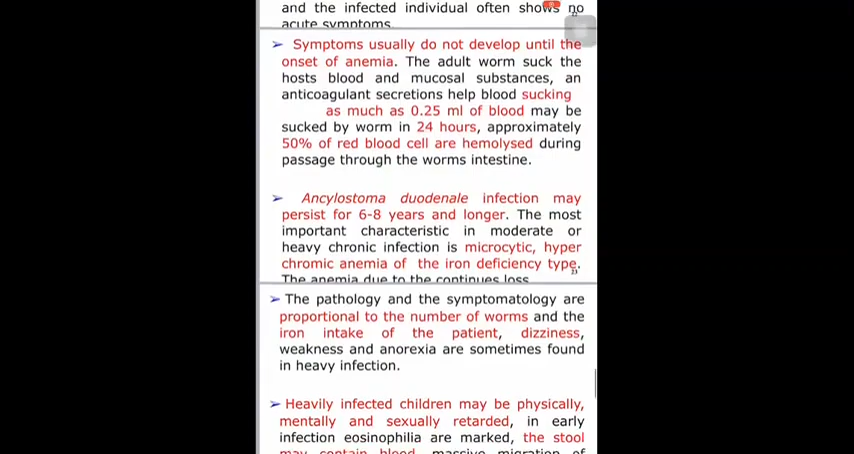 and the infected individual often shows no
acute symptoms.
➢ Symptoms usually do not develop until the
onset of anemia. The adult worm suck the
hosts blood and mucosal substances, an
anticoagulant secretions help blood sucking
as much as 0.25 ml of blood may be
sucked by worm in 24 hours, approximately
50% of red blood cell are hemolysed during
passage through the worms intestine.
➢ Ancylostoma duodenale infection may
persist for 6-8 years and longer. The most
important characteristic in moderate or
heavy chronic infection is microcytic, hyper
chromic anemia of the iron deficiency type.
The anemia due to the continues loss
➢ The pathology and the symptomatology are
proportional to the number of worms and the
iron intake of the patient, dizziness,
weakness and anorexia are sometimes found
in heavy infection.
➢ Heavily infected children may be physically,
mentally and sexually retarded, in early
infection eosinophilia are marked, the stool
may contain blood, massive migration of